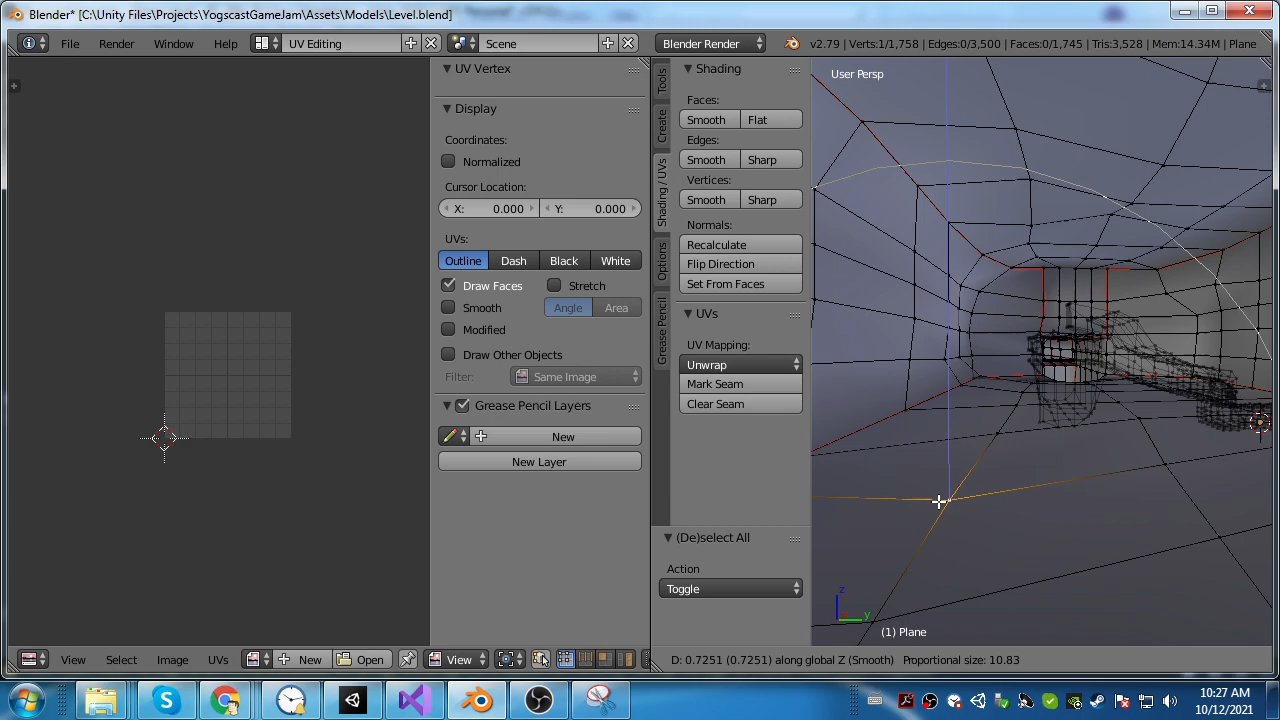 Blender* [C:\Unity Files\Projects\YogscastGameJam\Assets\Models\Level.blend]
File Render Window Help UV Editing Scene Blender Render v2.79 | Verts:1/1,758 | Edges:0/3,500 | Faces:0/1,745 | Tris:3,528 | Mem:14.34M | Plane
UV Vertex
Display
Coordinates:
Normalized
Cursor Location:
X: 0.000 Y: 0.000
UVs:
Outline Dash Black White
Draw Faces Stretch
Smooth Angle Area
Modified
Draw Other Objects
Filter: Same Image
Grease Pencil Layers
New
New Layer
Tools
Create
Shading / UVs
Options
Grease Pencil
Shading
Faces:
Smooth Flat
Edges:
Smooth Sharp
Vertices:
Smooth Sharp
Normals:
Recalculate
Flip Direction
Set From Faces
UVs
UV Mapping:
Unwrap
Mark Seam
Clear Seam
(De)select All
Action
Toggle
User Persp
z
y
(1) Plane
View Select Image UVs New Open View
D: 0.7251 (0.7251) along global Z (Smooth) Proportional size: 10.83
10:27 AM
10/12/2021